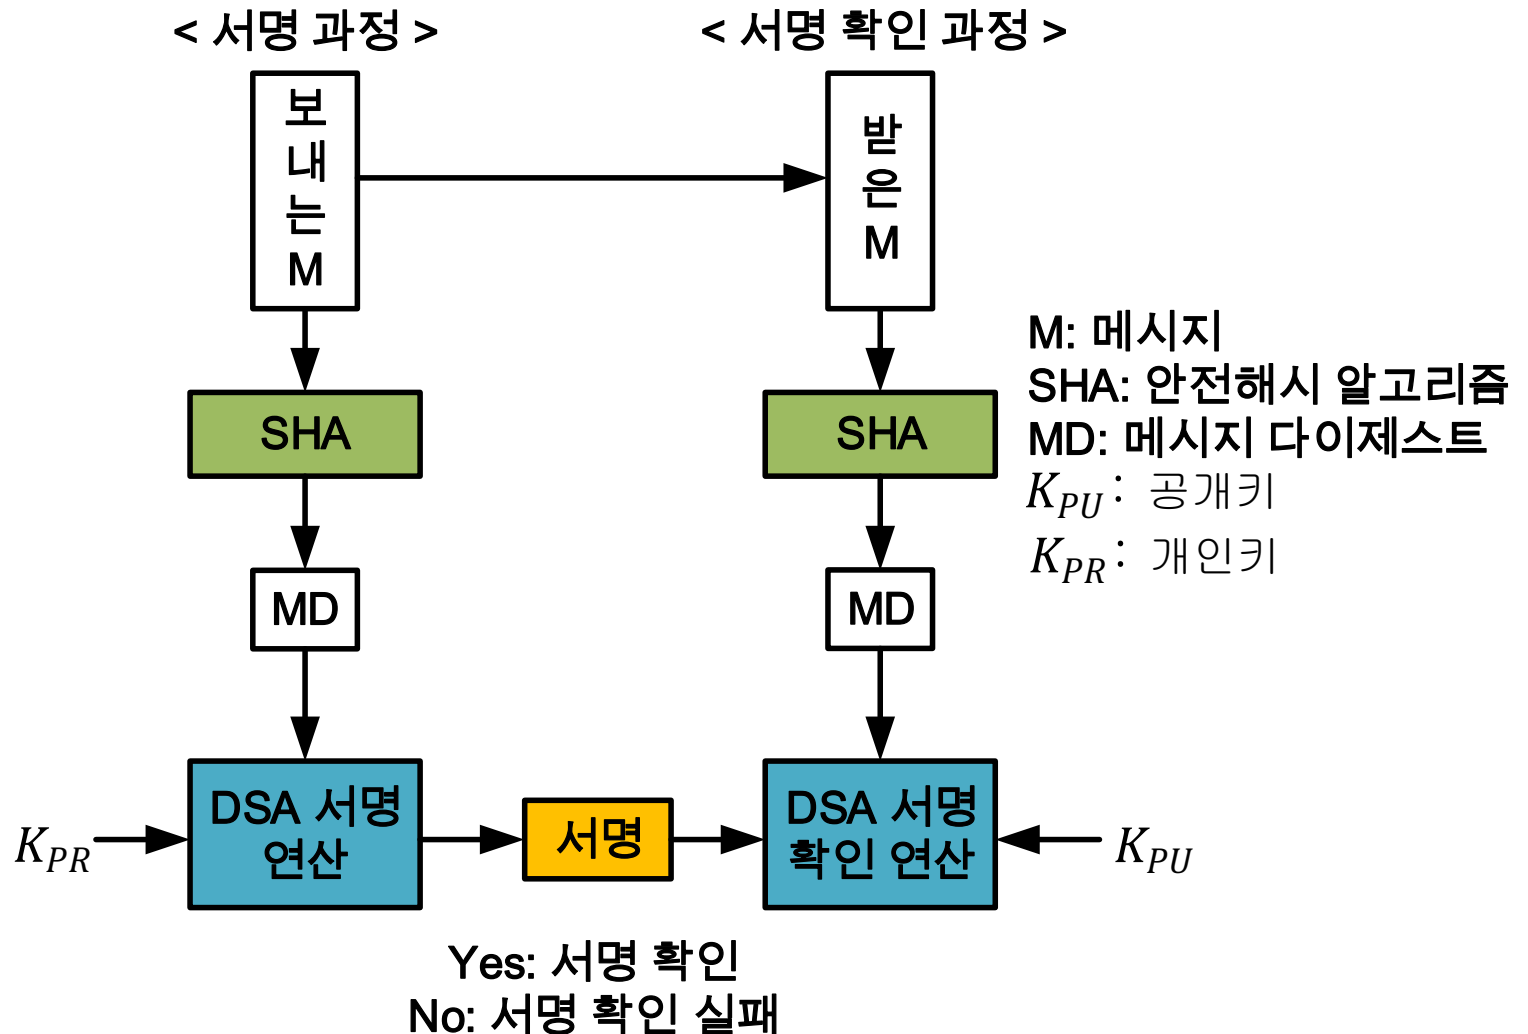 < 서명 과정 >
< 서명 확인 과정 >
보
내
는
M
받
은
M
SHA
SHA
M: 메시지
SHA: 안전해시 알고리즘
MD: 메시지 다이제스트
K_PU: 공개키
K_PR: 개인키
MD
MD
K_PR
DSA 서명
연산
서명
DSA 서명
확인 연산
K_PU
Yes: 서명 확인
No: 서명 확인 실패